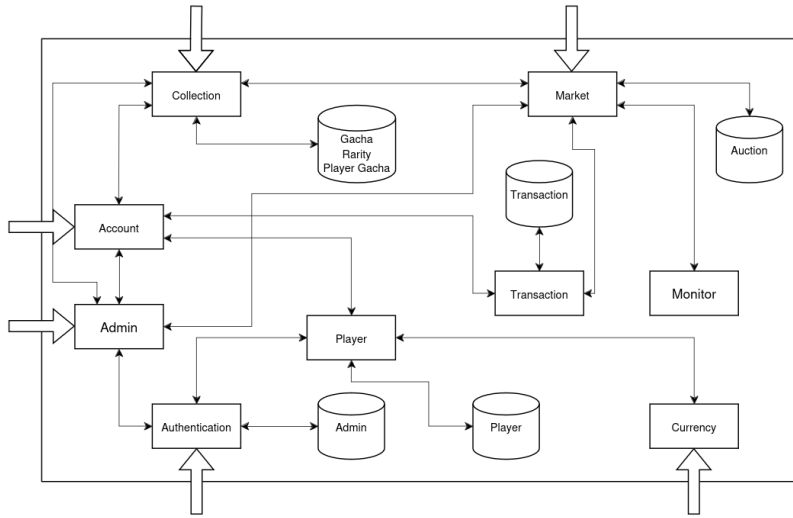 Collection
Market
Gacha
Rarity
Player Gacha
Auction
Transaction
Account
Transaction
Monitor
Admin
Player
Authentication
Admin
Player
Currency